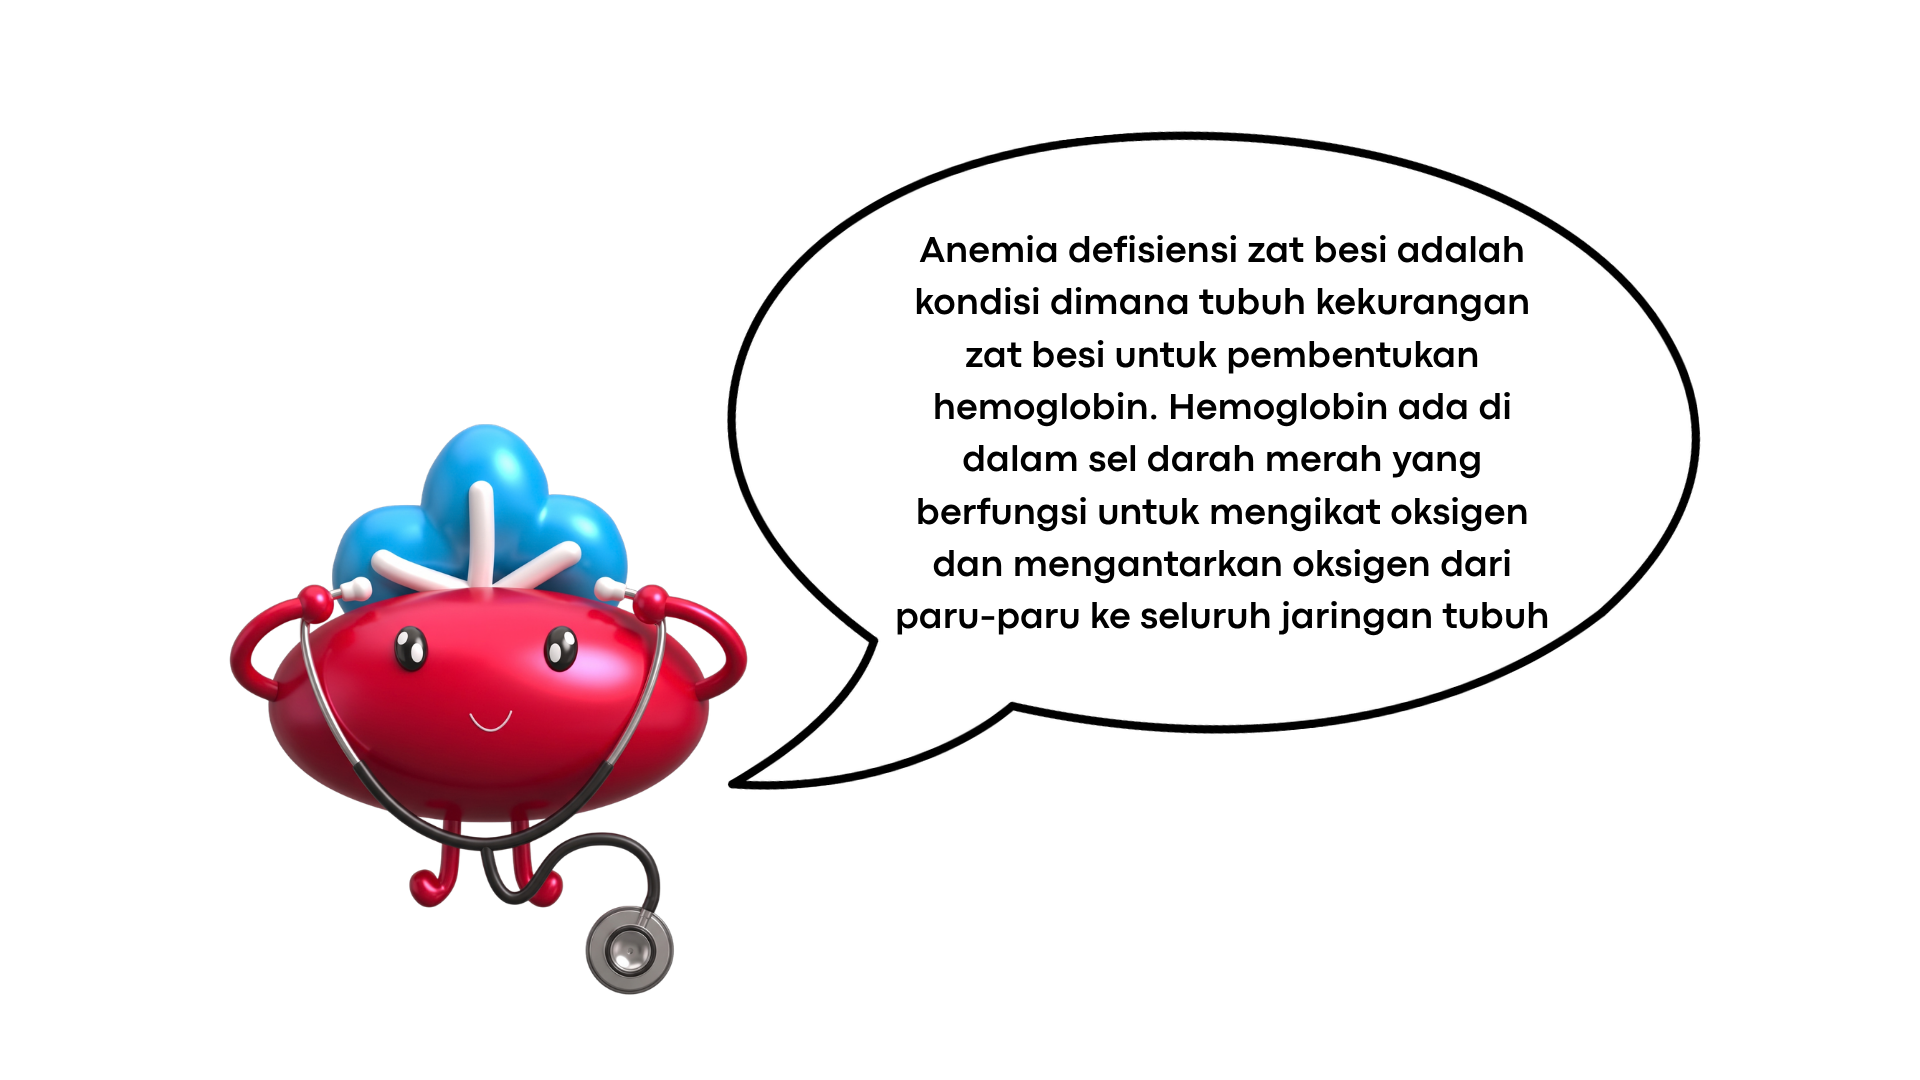 Anemia defisiensi zat besi adalah
kondisi dimana tubuh kekurangan
zat besi untuk pembentukan
hemoglobin. Hemoglobin ada di
dalam sel darah merah yang
berfungsi untuk mengikat oksigen
dan mengantarkan oksigen dari
paru-paru ke seluruh jaringan tubuh